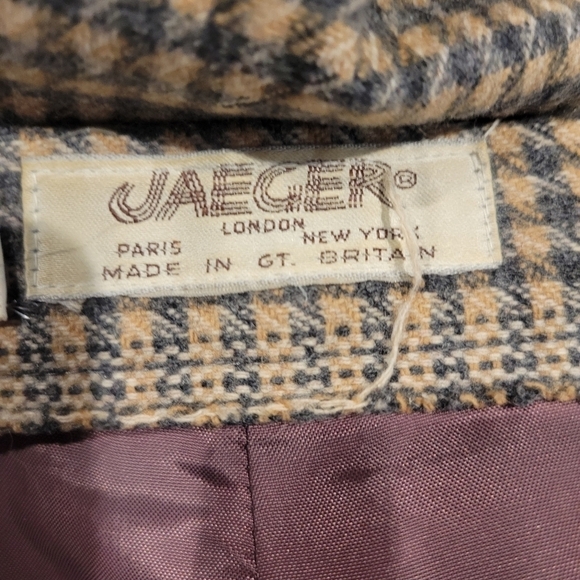 JAEGER®
LONDON
PARIS NEW YORK
MADE IN GT. BRITAIN